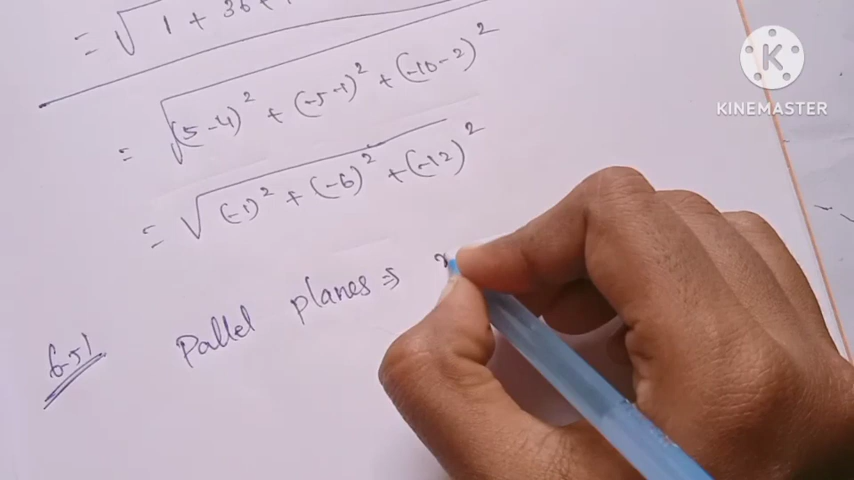 = √1 + 36 +
= √(5-4)² + (-5-1)² + (-10-2)²
= √(-1)² + (-6)² + (-12)²
6.51 Pallel planes ⇒
K
KINEMASTER